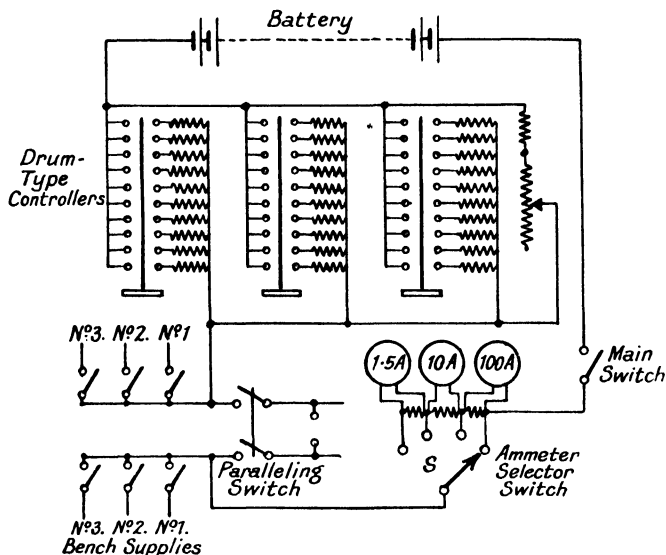 Battery
Drum-
Type
Controllers
Nº3. Nº2. Nº1
1·5A 10A 100A
Main
Switch
S
Paralleling
Switch
Ammeter
Selector
Switch
Nº3. Nº2. Nº1.
Bench Supplies